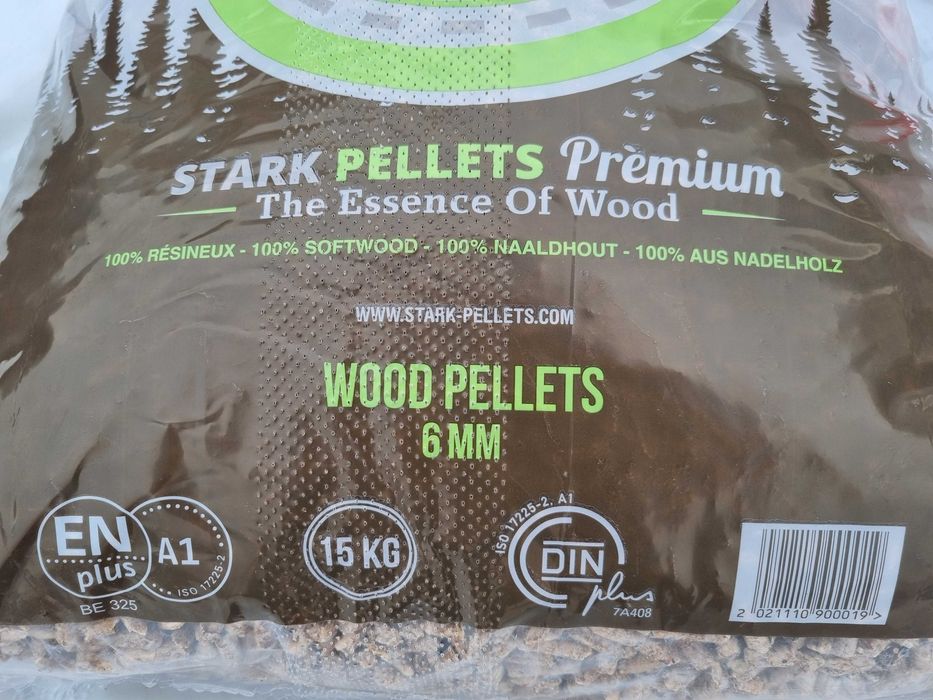 STARK PELLETS Premium
The Essence Of Wood
100% RÉSINEUX - 100% SOFTWOOD - 100% NAALDHOUT - 100% AUS NADELHOLZ
WWW.STARK-PELLETS.COM
WOOD PELLETS
6 MM
EN plus
A1
ISO 17225-2
BE 325
15 KG
ISO 17225-2, A1
DIN plus
7A408
2 021110 900019 >